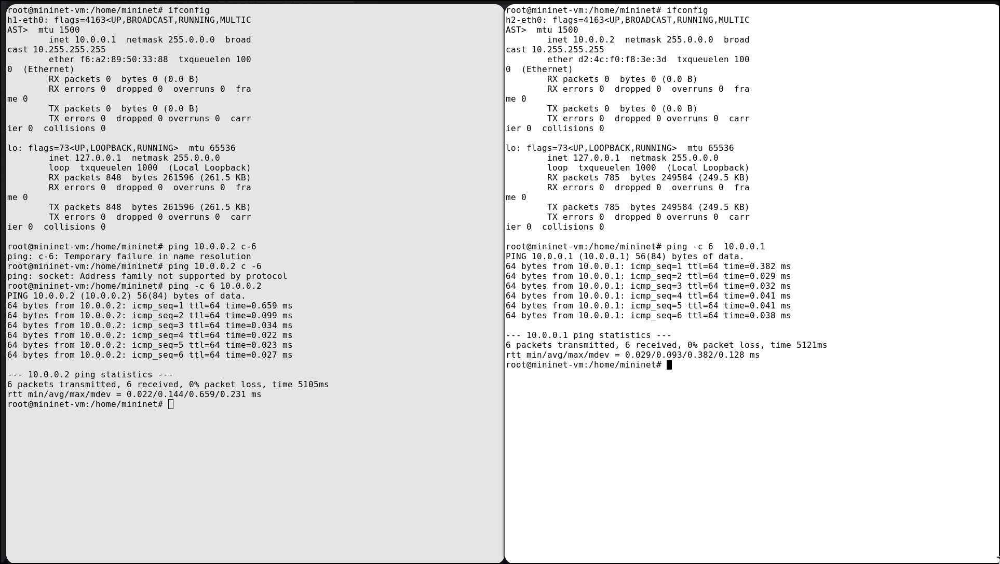 root@mininet-vm:/home/mininet# ifconfig
h1-eth0: flags=4163<UP,BROADCAST,RUNNING,MULTIC
AST>  mtu 1500
        inet 10.0.0.1  netmask 255.0.0.0  broad
cast 10.255.255.255
        ether f6:a2:89:50:33:88  txqueuelen 100
0  (Ethernet)
        RX packets 0  bytes 0 (0.0 B)
        RX errors 0  dropped 0  overruns 0  fra
me 0
        TX packets 0  bytes 0 (0.0 B)
        TX errors 0  dropped 0 overruns 0  carr
ier 0  collisions 0

lo: flags=73<UP,LOOPBACK,RUNNING>  mtu 65536
        inet 127.0.0.1  netmask 255.0.0.0
        loop  txqueuelen 1000  (Local Loopback)
        RX packets 848  bytes 261596 (261.5 KB)
        RX errors 0  dropped 0  overruns 0  fra
me 0
        TX packets 848  bytes 261596 (261.5 KB)
        TX errors 0  dropped 0 overruns 0  carr
ier 0  collisions 0

root@mininet-vm:/home/mininet# ping 10.0.0.2 c-6
ping: c-6: Temporary failure in name resolution
root@mininet-vm:/home/mininet# ping 10.0.0.2 c -6
ping: socket: Address family not supported by protocol
root@mininet-vm:/home/mininet# ping -c 6 10.0.0.2
PING 10.0.0.2 (10.0.0.2) 56(84) bytes of data.
64 bytes from 10.0.0.2: icmp_seq=1 ttl=64 time=0.659 ms
64 bytes from 10.0.0.2: icmp_seq=2 ttl=64 time=0.099 ms
64 bytes from 10.0.0.2: icmp_seq=3 ttl=64 time=0.034 ms
64 bytes from 10.0.0.2: icmp_seq=4 ttl=64 time=0.022 ms
64 bytes from 10.0.0.2: icmp_seq=5 ttl=64 time=0.023 ms
64 bytes from 10.0.0.2: icmp_seq=6 ttl=64 time=0.027 ms

--- 10.0.0.2 ping statistics ---
6 packets transmitted, 6 received, 0% packet loss, time 5105ms
rtt min/avg/max/mdev = 0.022/0.144/0.659/0.231 ms
root@mininet-vm:/home/mininet#

root@mininet-vm:/home/mininet# ifconfig
h2-eth0: flags=4163<UP,BROADCAST,RUNNING,MULTIC
AST>  mtu 1500
        inet 10.0.0.2  netmask 255.0.0.0  broad
cast 10.255.255.255
        ether d2:4c:f0:f8:3e:3d  txqueuelen 100
0  (Ethernet)
        RX packets 0  bytes 0 (0.0 B)
        RX errors 0  dropped 0  overruns 0  fra
me 0
        TX packets 0  bytes 0 (0.0 B)
        TX errors 0  dropped 0 overruns 0  carr
ier 0  collisions 0

lo: flags=73<UP,LOOPBACK,RUNNING>  mtu 65536
        inet 127.0.0.1  netmask 255.0.0.0
        loop  txqueuelen 1000  (Local Loopback)
        RX packets 785  bytes 249584 (249.5 KB)
        RX errors 0  dropped 0  overruns 0  fra
me 0
        TX packets 785  bytes 249584 (249.5 KB)
        TX errors 0  dropped 0 overruns 0  carr
ier 0  collisions 0

root@mininet-vm:/home/mininet# ping -c 6  10.0.0.1
PING 10.0.0.1 (10.0.0.1) 56(84) bytes of data.
64 bytes from 10.0.0.1: icmp_seq=1 ttl=64 time=0.382 ms
64 bytes from 10.0.0.1: icmp_seq=2 ttl=64 time=0.029 ms
64 bytes from 10.0.0.1: icmp_seq=3 ttl=64 time=0.032 ms
64 bytes from 10.0.0.1: icmp_seq=4 ttl=64 time=0.041 ms
64 bytes from 10.0.0.1: icmp_seq=5 ttl=64 time=0.041 ms
64 bytes from 10.0.0.1: icmp_seq=6 ttl=64 time=0.038 ms

--- 10.0.0.1 ping statistics ---
6 packets transmitted, 6 received, 0% packet loss, time 5121ms
rtt min/avg/max/mdev = 0.029/0.093/0.382/0.128 ms
root@mininet-vm:/home/mininet#